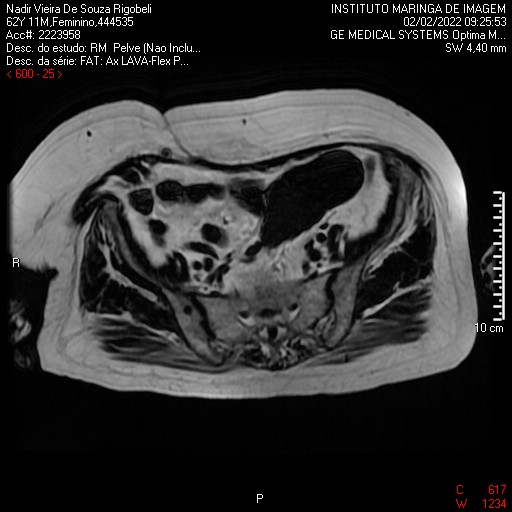 Nadir Vieira De Souza Rigobeli
62Y 11M,Feminino,444535
Acc#: 2223958
Desc. do estudo: RM Pelve (Nao Inclu...
Desc. da série: FAT: Ax LAVA-Flex P...
< 600 - 25 >
INSTITUTO MARINGA DE IMAGEM
02/02/2022 09:25:53
GE MEDICAL SYSTEMS Optima M...
SW 4,40 mm
R
10 cm
P
C 617
W 1234